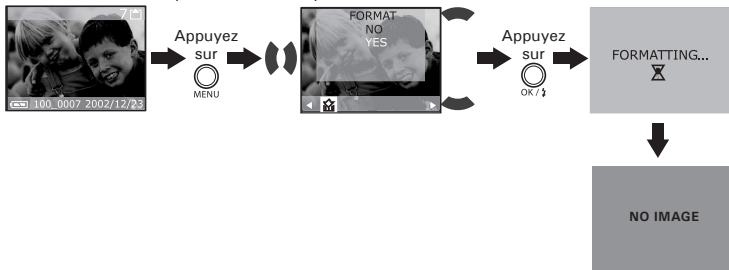 7
100_0007 2002/12/23
Appuyez
sur
MENU
FORMAT
NO
YES
Appuyez
sur
OK /
FORMATTING...
NO IMAGE